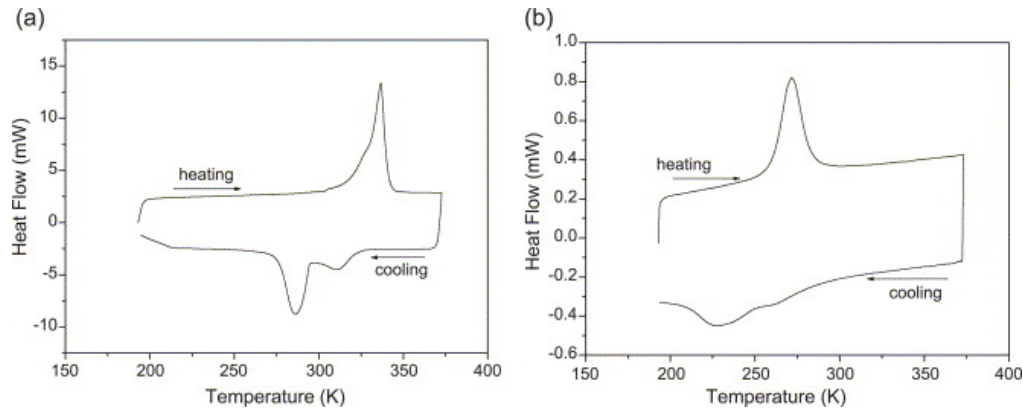 (a)
15
10
5
0
-5
-10
Heat Flow (mW)
heating
cooling
150 200 250 300 350 400
Temperature (K)
(b)
1.0
0.8
0.6
0.4
0.2
0.0
-0.2
-0.4
-0.6
Heat Flow (mW)
heating
cooling
150 200 250 300 350 400
Temperature (K)